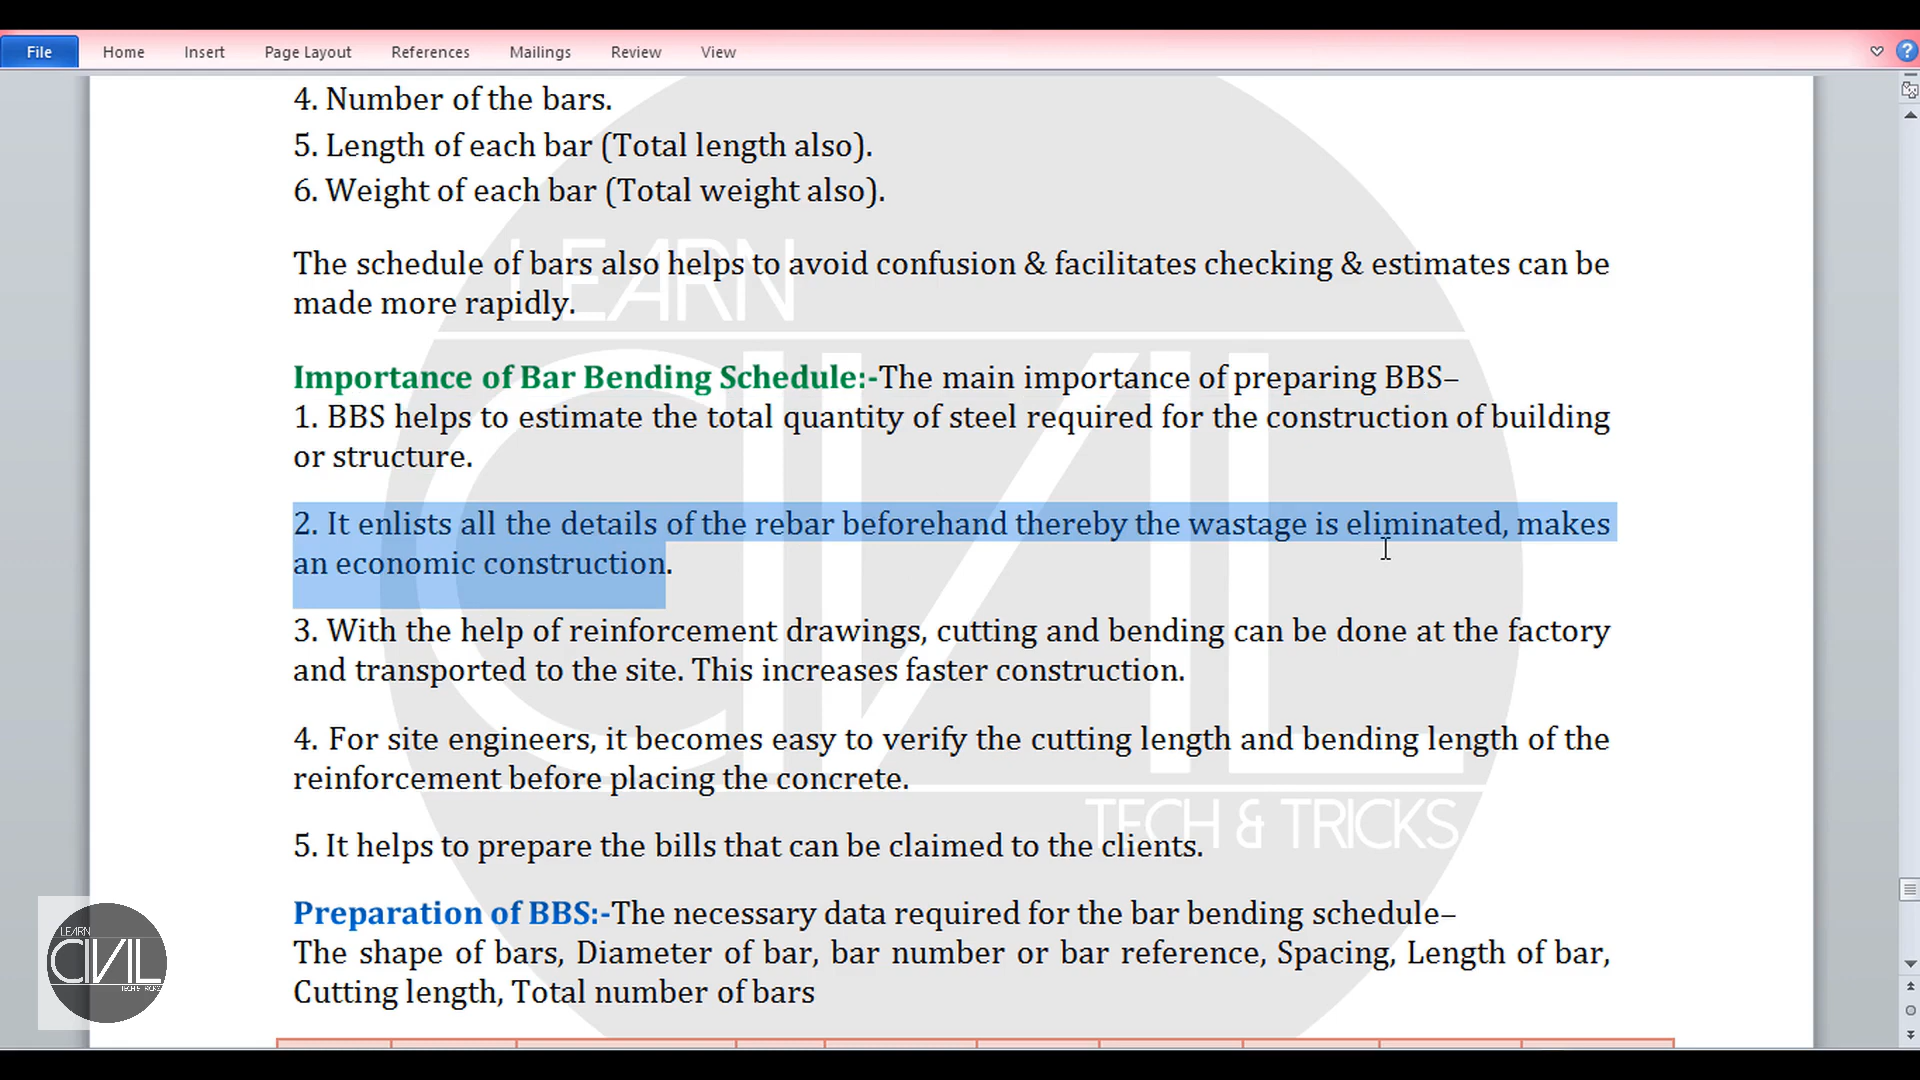 File Home Insert Page Layout References Mailings Review View
4. Number of the bars.
5. Length of each bar (Total length also).
6. Weight of each bar (Total weight also).
The schedule of bars also helps to avoid confusion & facilitates checking & estimates can be
made more rapidly.
Importance of Bar Bending Schedule:-The main importance of preparing BBS–
1. BBS helps to estimate the total quantity of steel required for the construction of building
or structure.
2. It enlists all the details of the rebar beforehand thereby the wastage is eliminated, makes
an economic construction.
3. With the help of reinforcement drawings, cutting and bending can be done at the factory
and transported to the site. This increases faster construction.
4. For site engineers, it becomes easy to verify the cutting length and bending length of the
reinforcement before placing the concrete.
5. It helps to prepare the bills that can be claimed to the clients.
Preparation of BBS:-The necessary data required for the bar bending schedule–
The shape of bars, Diameter of bar, bar number or bar reference, Spacing, Length of bar,
Cutting length, Total number of bars
LEARN
CIVIL
TECH & TRICKS
LEARN
CIVIL
TECH & TRICKS